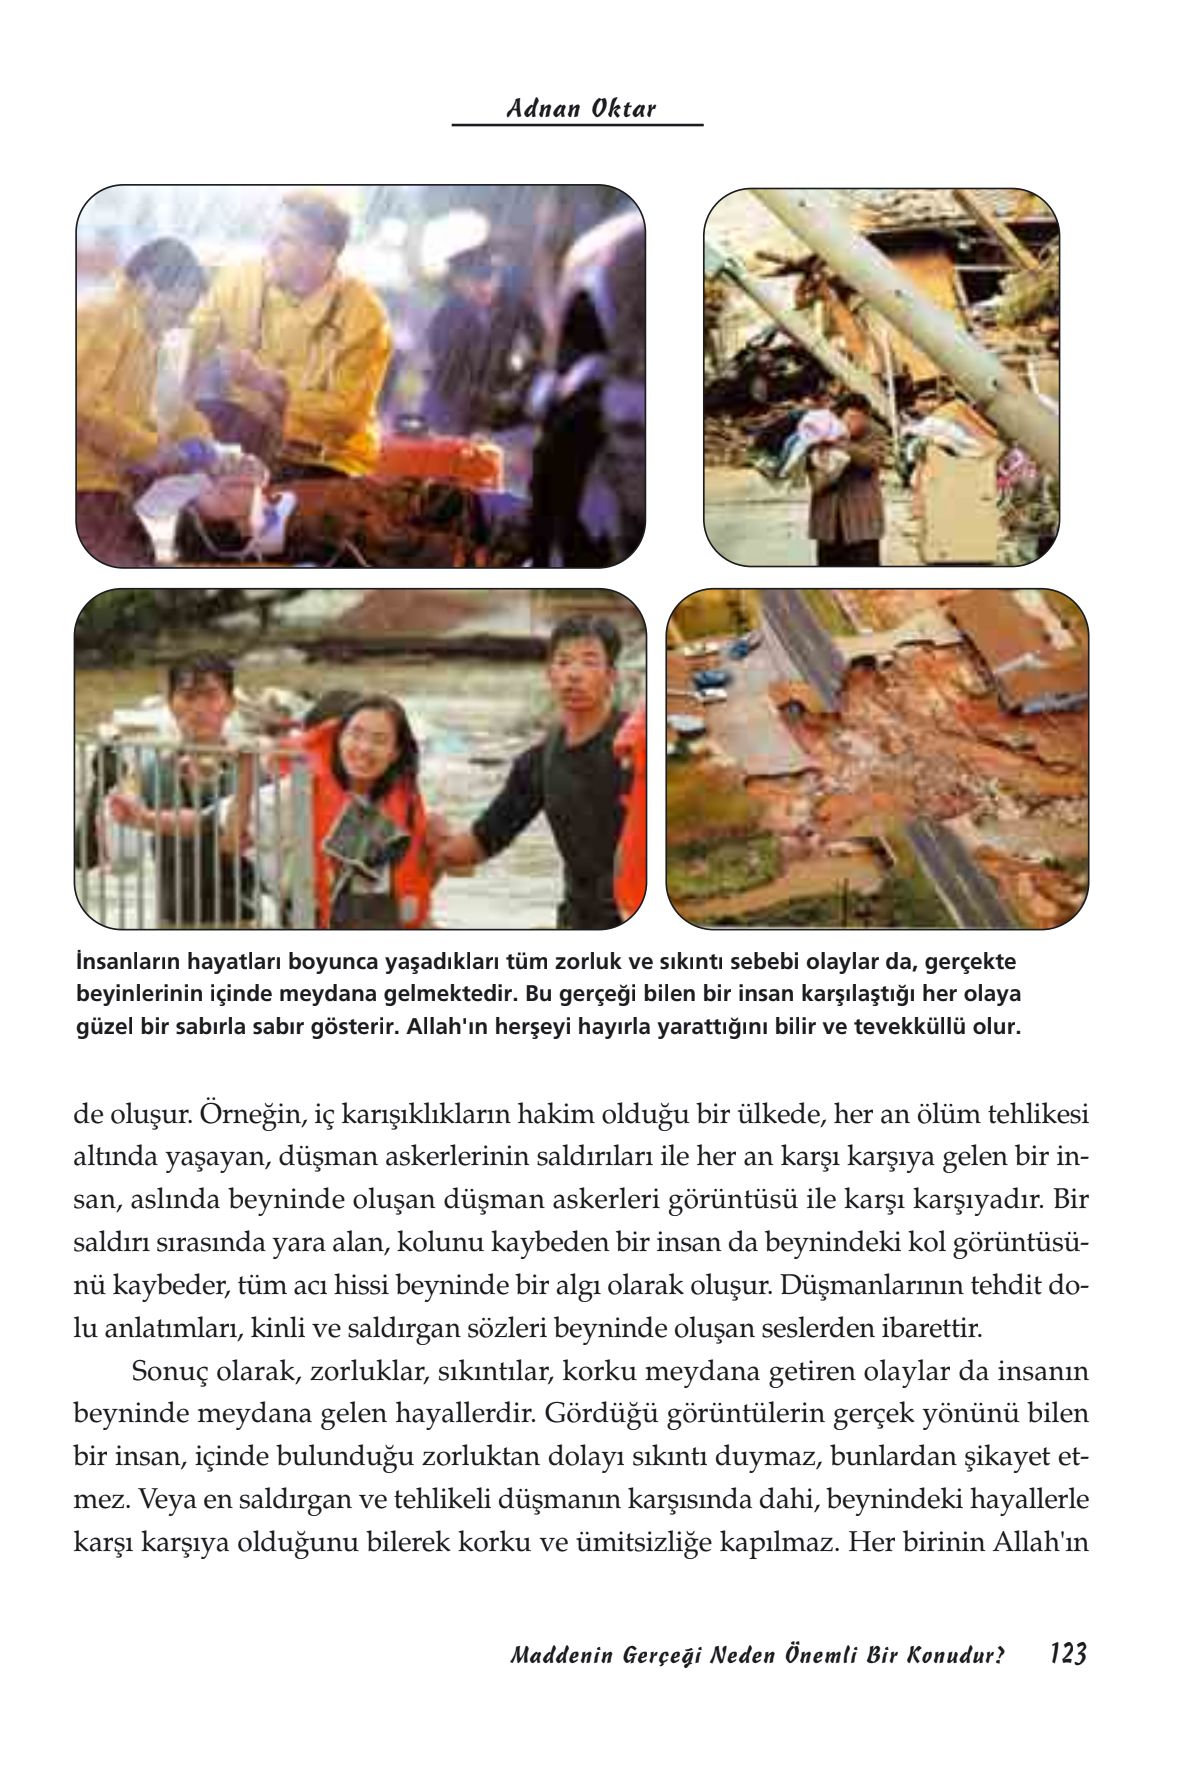 Adnan Oktar
İnsanların hayatları boyunca yaşadıkları tüm zorluk ve sıkıntı sebebi olaylar da, gerçekte
beyinlerinin içinde meydana gelmektedir. Bu gerçeği bilen bir insan karşılaştığı her olaya
güzel bir sabırla sabır gösterir. Allah'ın herşeyi hayırla yarattığını bilir ve tevekküllü olur.
de oluşur. Örneğin, iç karışıklıkların hakim olduğu bir ülkede, her an ölüm tehlikesi
altında yaşayan, düşman askerlerinin saldırıları ile her an karşı karşıya gelen bir in-
san, aslında beyninde oluşan düşman askerleri görüntüsü ile karşı karşıyadır. Bir
saldırı sırasında yara alan, kolunu kaybeden bir insan da beynindeki kol görüntüsü-
nü kaybeder, tüm acı hissi beyninde bir algı olarak oluşur. Düşmanlarının tehdit do-
lu anlatımları, kinli ve saldırgan sözleri beyninde oluşan seslerden ibarettir.
Sonuç olarak, zorluklar, sıkıntılar, korku meydana getiren olaylar da insanın
beyninde meydana gelen hayallerdir. Gördüğü görüntülerin gerçek yönünü bilen
bir insan, içinde bulunduğu zorluktan dolayı sıkıntı duymaz, bunlardan şikayet et-
mez. Veya en saldırgan ve tehlikeli düşmanın karşısında dahi, beynindeki hayallerle
karşı karşıya olduğunu bilerek korku ve ümitsizliğe kapılmaz. Her birinin Allah'ın
Maddenin Gerçeği Neden Önemli Bir Konudur? 123